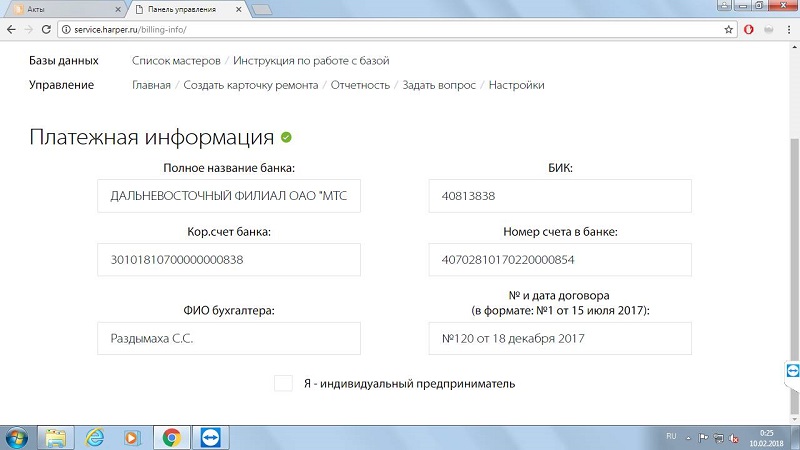 Акты
Панель управления
service.harper.ru/billing-info/
Базы данных
Список мастеров / Инструкция по работе с базой
Управление
Главная / Создать карточку ремонта / Отчетность / Задать вопрос / Настройки
Платежная информация
Полное название банка:
БИК:
ДАЛЬНЕВОСТОЧНЫЙ ФИЛИАЛ ОАО "МТС
40813838
Кор.счет банка:
Номер счета в банке:
30101810700000000838
40702810170220000854
ФИО бухгалтера:
№ и дата договора
(в формате: №1 от 15 июля 2017):
Раздымаха С.С.
№120 от 18 декабря 2017
Я - индивидуальный предприниматель
RU
0:25
10.02.2018